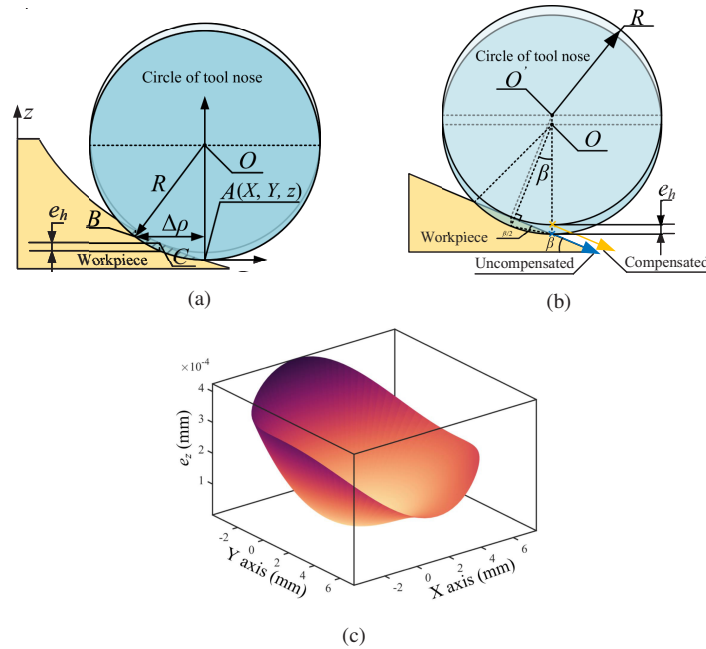 Circle of tool nose
z
O
R
A(X, Y, z)
e_h
B
Δρ
C
Workpiece
(a)
R
Circle of tool nose
O'
O
β
e_h
Workpiece
β/2
β
Uncompensated
Compensated
(b)
×10⁻⁴
4
3
2
1
e_z (mm)
-2
0
2
4
6
Y axis (mm)
-2
0
2
4
6
X axis (mm)
(c)